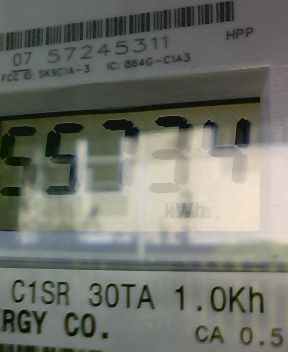 07 57245311
HPP
FCC ID: SK9C1A-3 IC: 864G-C1A3
55734
kWh
C1SR 30TA 1.0Kh
RGY CO.
CA 0.5